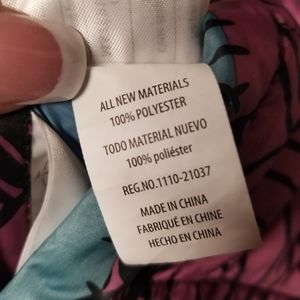 ALL NEW MATERIALS
100% POLYESTER
TODO MATERIAL NUEVO
100% poliéster
REG.NO.1110-21037
MADE IN CHINA
FABRIQUÉ EN CHINE
HECHO EN CHINA